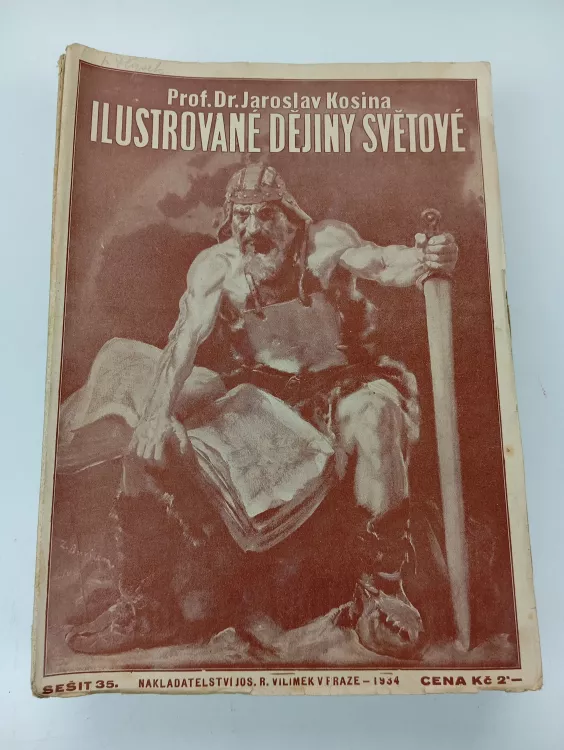 Prof. Dr. Jaroslav Kosina
ILUSTROVANÉ DĚJINY SVĚTOVÉ
SEŠIT 35. NAKLADATELSTVÍ JOS. R. VILÍMEK V PRAZE – 1934 CENA Kč 2·—